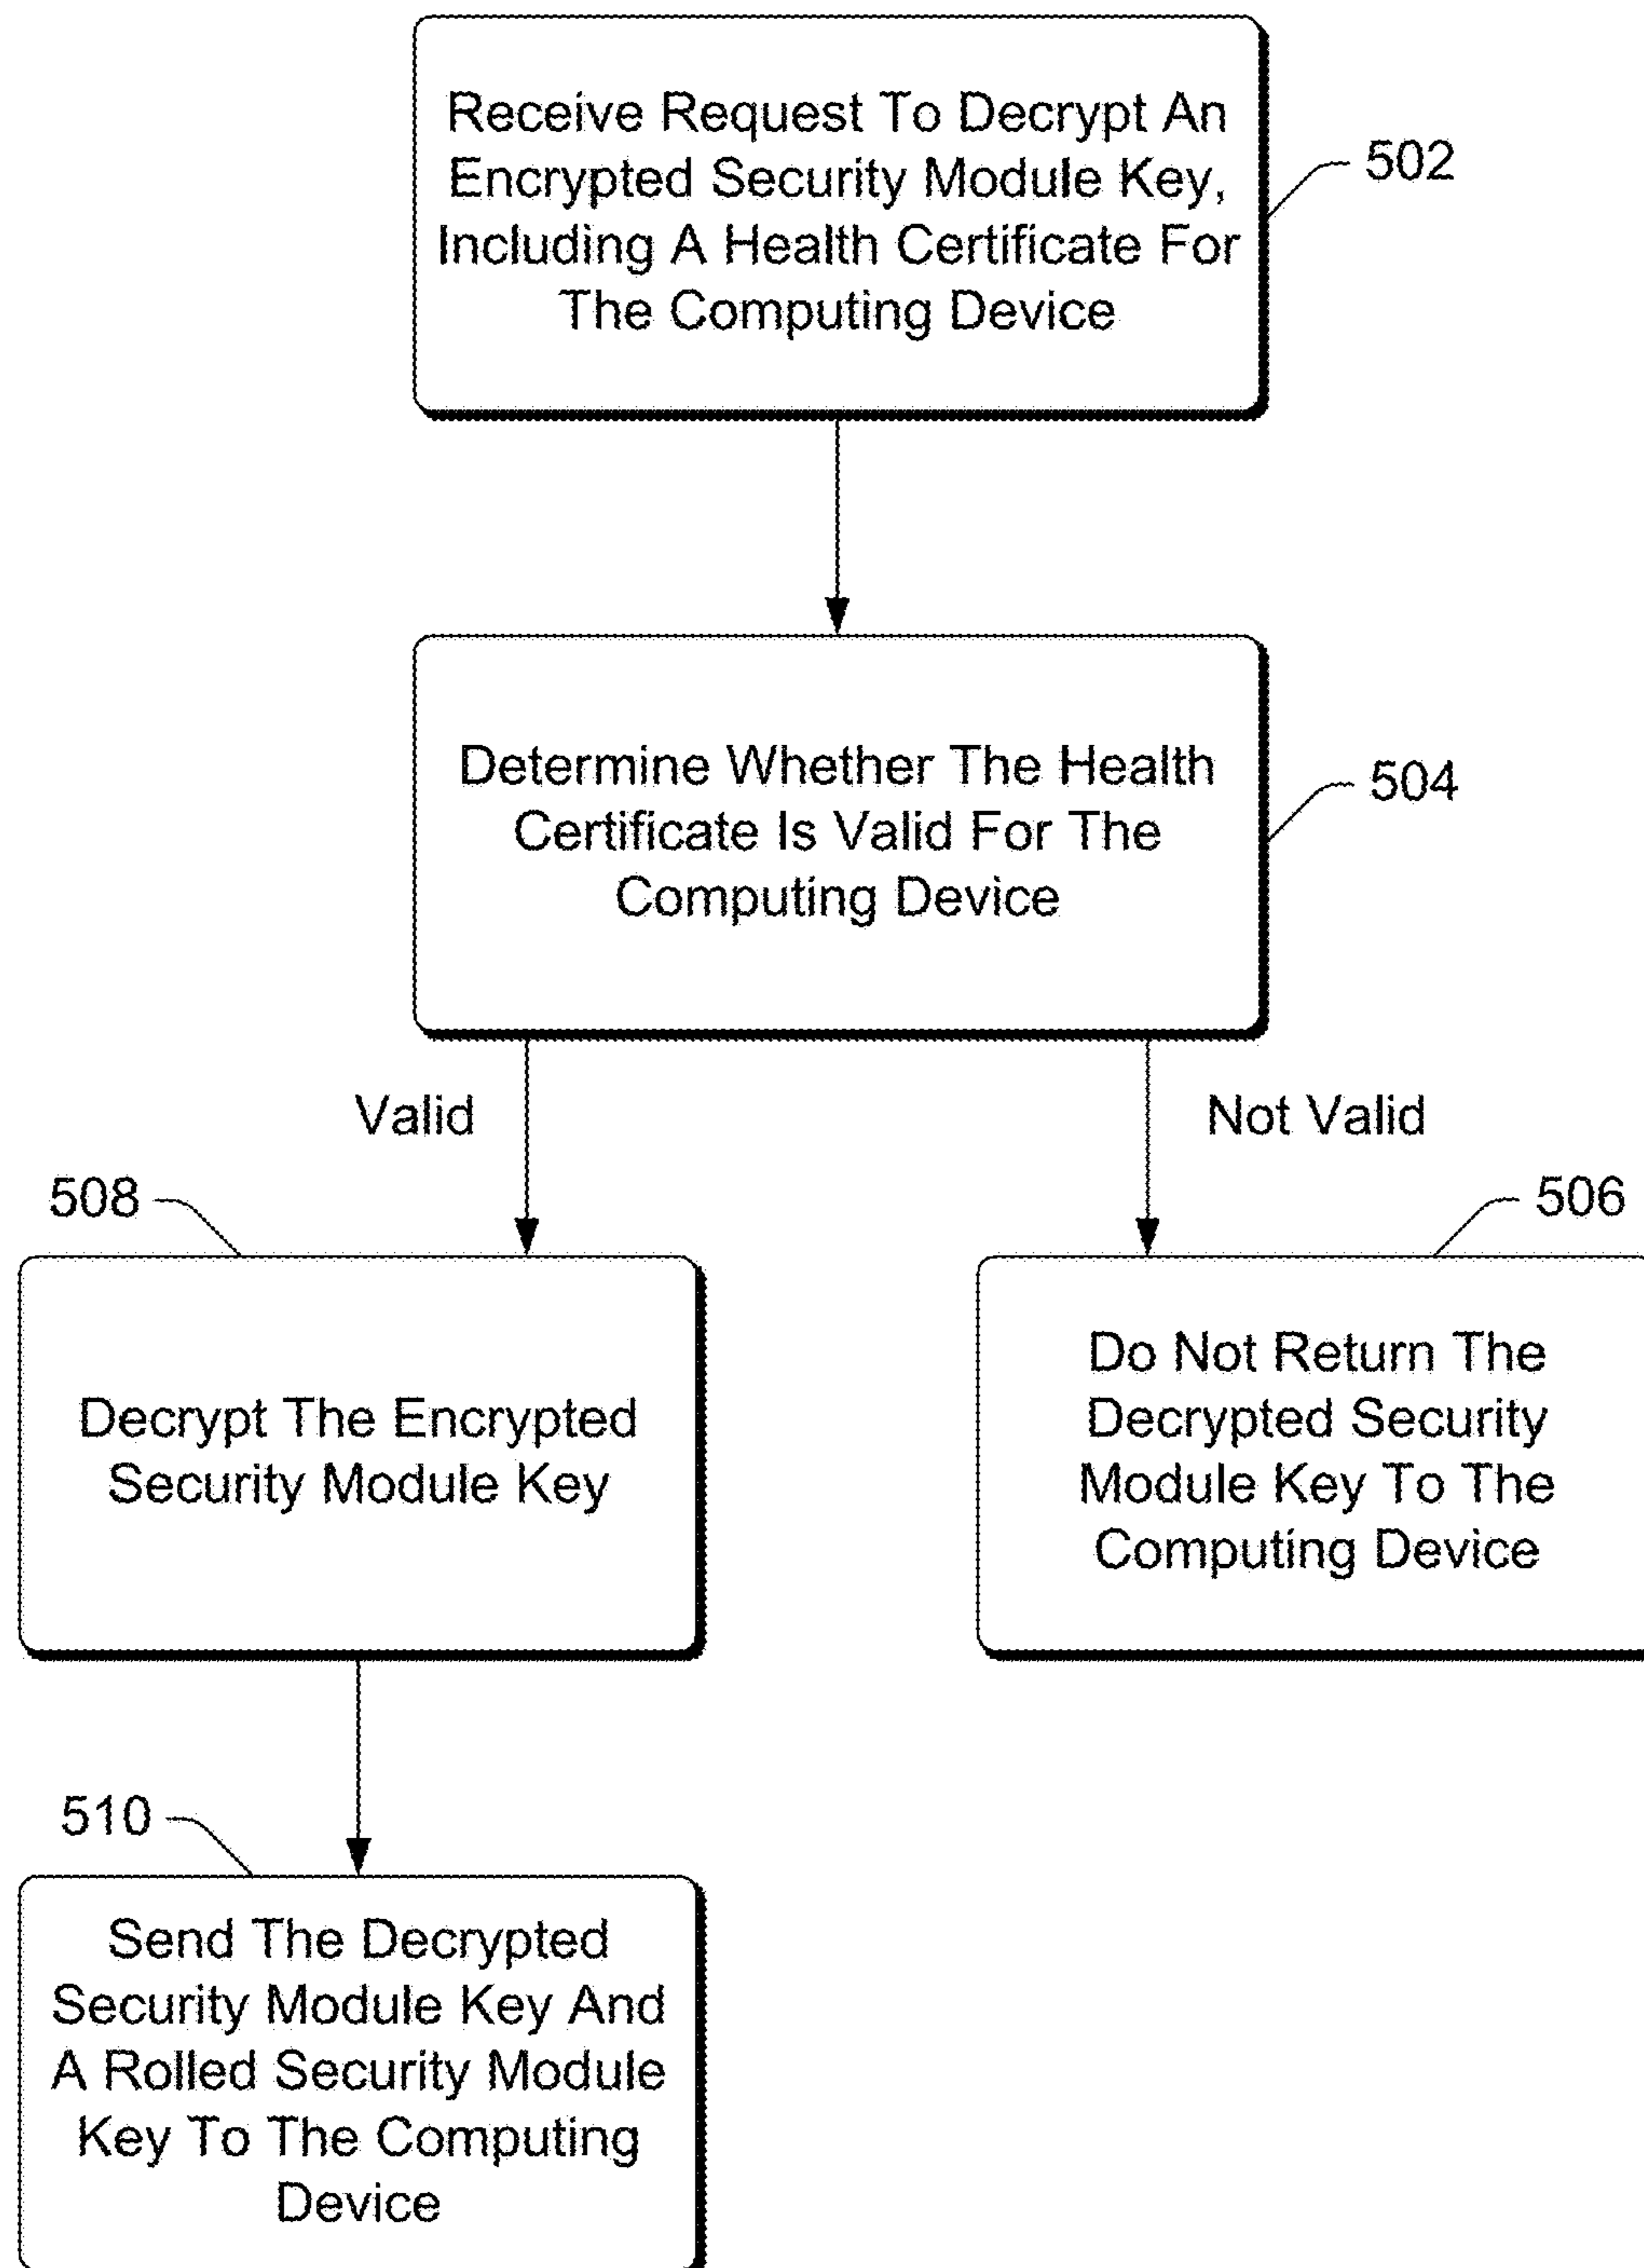 Receive Request To Decrypt An
Encrypted Security Module Key,
Including A Health Certificate For
The Computing Device
502
Determine Whether The Health
Certificate Is Valid For The
Computing Device
504
Valid
Not Valid
508
506
Decrypt The Encrypted
Security Module Key
Do Not Return The
Decrypted Security
Module Key To The
Computing Device
510
Send The Decrypted
Security Module Key And
A Rolled Security Module
Key To The Computing
Device